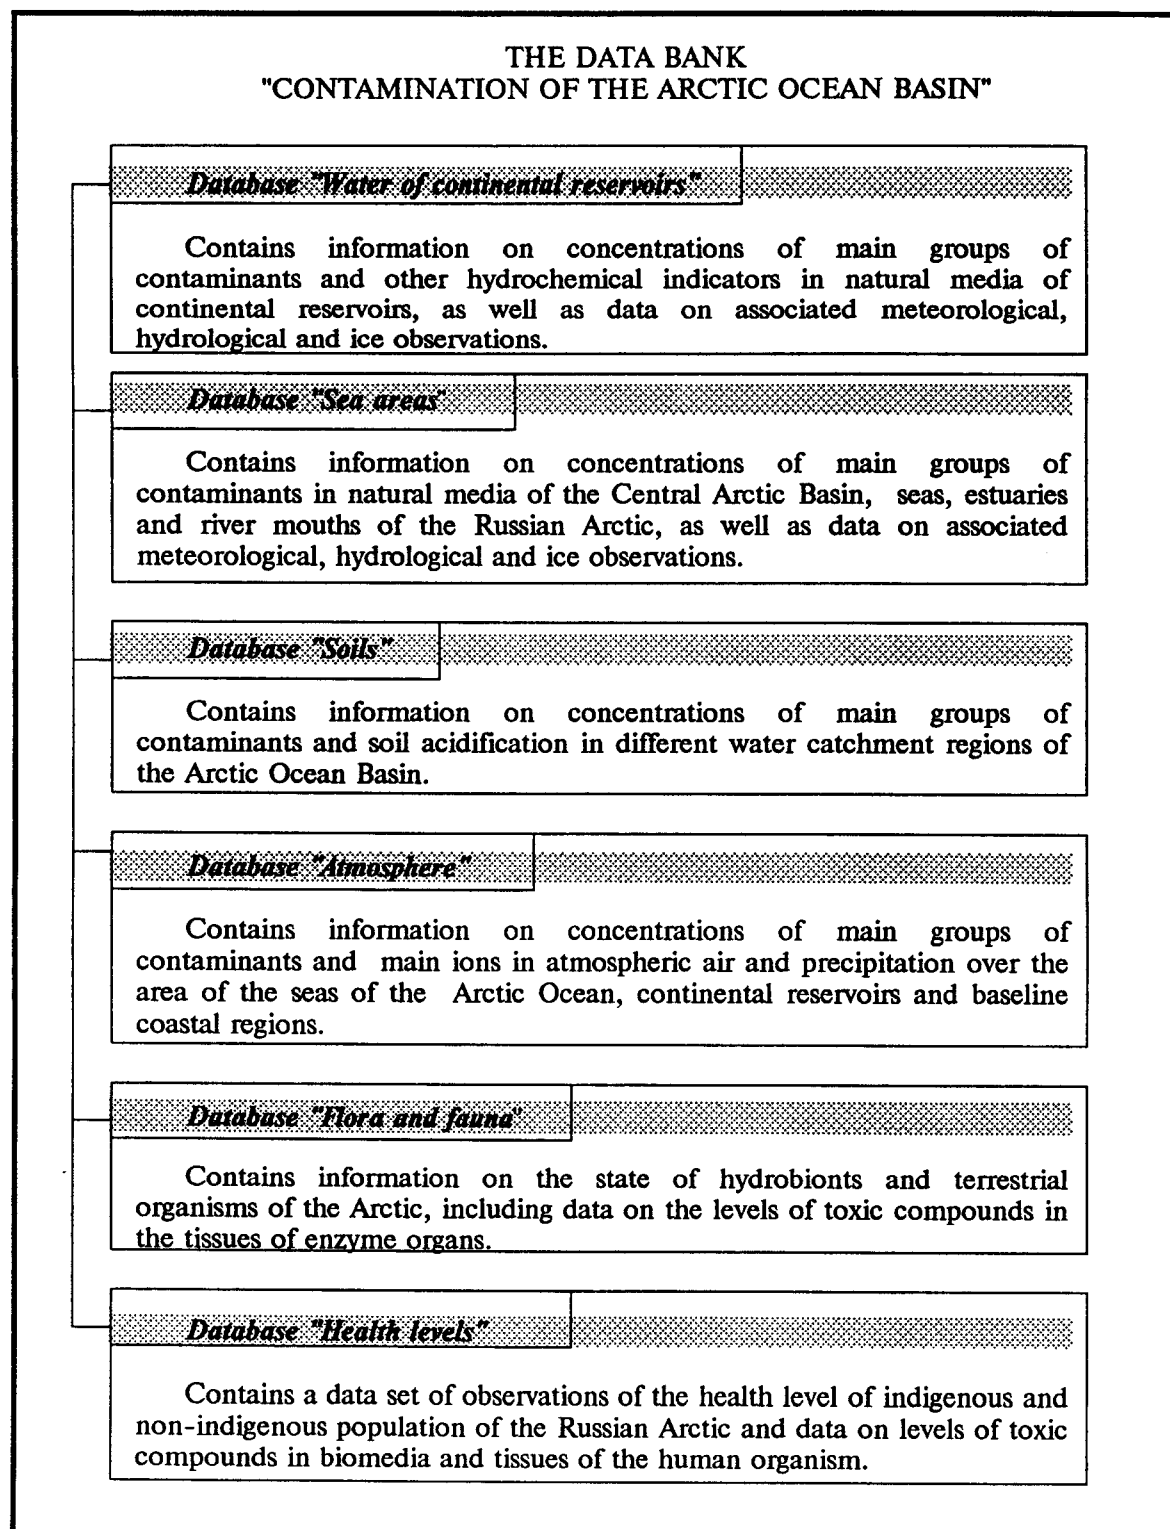 THE DATA BANK
"CONTAMINATION OF THE ARCTIC OCEAN BASIN"
Database "Water of continental reservoirs"
Contains information on concentrations of main groups of
contaminants and other hydrochemical indicators in natural media of
continental reservoirs, as well as data on associated meteorological,
hydrological and ice observations.
Database "Sea areas"
Contains information on concentrations of main groups of
contaminants in natural media of the Central Arctic Basin, seas, estuaries
and river mouths of the Russian Arctic, as well as data on associated
meteorological, hydrological and ice observations.
Database "Soils"
Contains information on concentrations of main groups of
contaminants and soil acidification in different water catchment regions of
the Arctic Ocean Basin.
Database "Atmosphere"
Contains information on concentrations of main groups of
contaminants and main ions in atmospheric air and precipitation over the
area of the seas of the Arctic Ocean, continental reservoirs and baseline
coastal regions.
Database "Flora and fauna"
Contains information on the state of hydrobionts and terrestrial
organisms of the Arctic, including data on the levels of toxic compounds in
the tissues of enzyme organs.
Database "Health levels"
Contains a data set of observations of the health level of indigenous and
non-indigenous population of the Russian Arctic and data on levels of toxic
compounds in biomedia and tissues of the human organism.